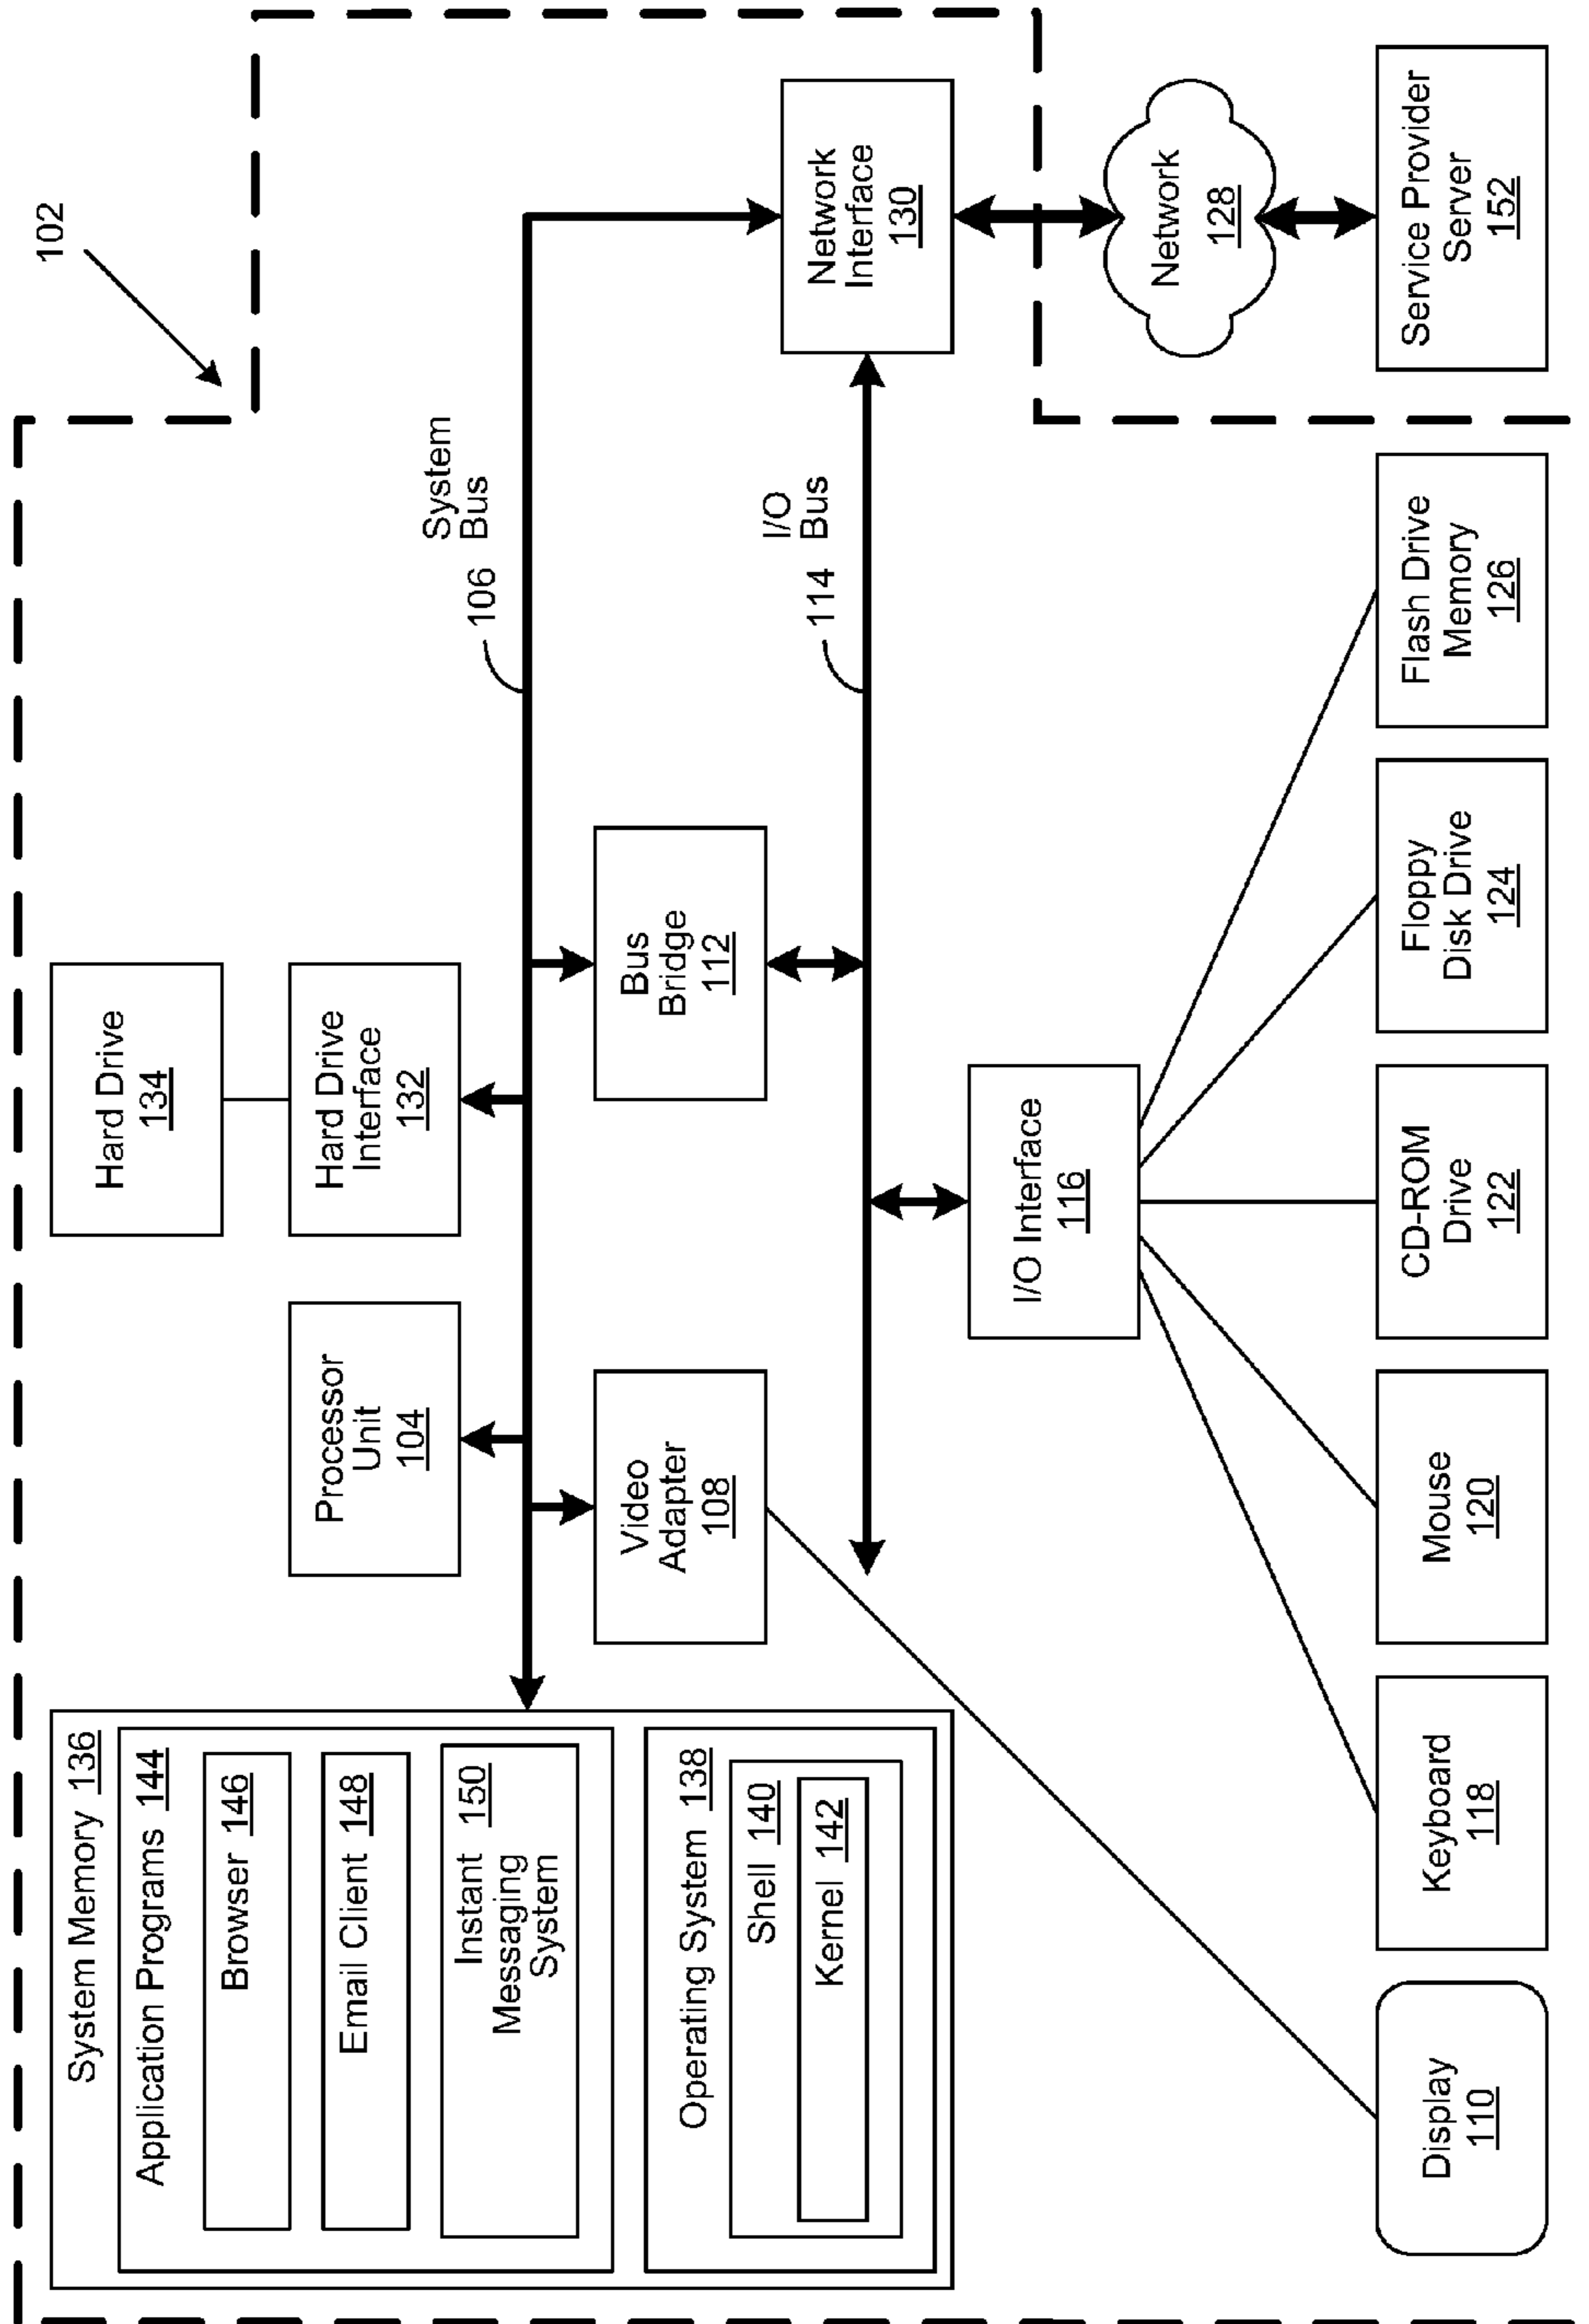 102
System Memory 136
Application Programs 144
Browser 146
Email Client 148
Instant 150
Messaging
System
Operating System 138
Shell 140
Kernel 142
Processor
Unit
104
Hard Drive
134
Hard Drive
Interface
132
System
106 Bus
Video
Adapter
108
Bus
Bridge
112
I/O
114 Bus
Network
Interface
130
I/O Interface
116
Network
128
Display
110
Keyboard
118
Mouse
120
CD-ROM
Drive
122
Floppy
Disk Drive
124
Flash Drive
Memory
126
Service Provider
Server
152